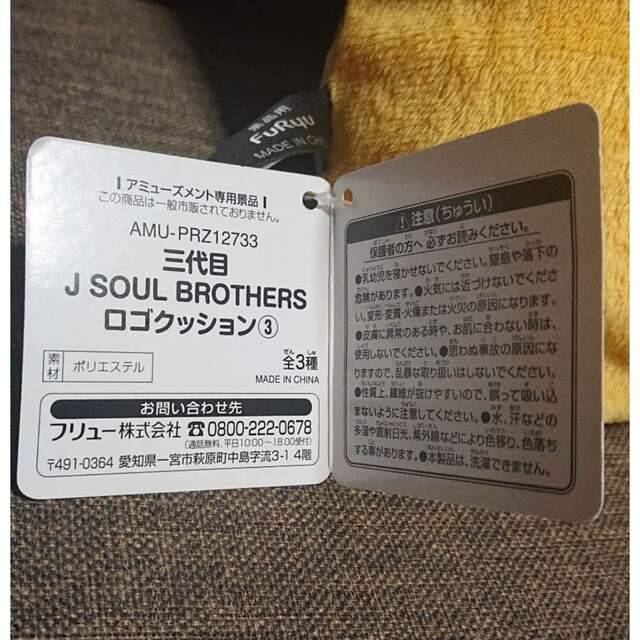 景品用
FuRyu
MADE IN CHINA
アミューズメント専用景品
この商品は一般市販されておりません。
AMU-PRZ12733
三代目
J SOUL BROTHERS
ロゴクッション③
素材 ポリエステル
ぜん しゅ
全3種
MADE IN CHINA
お問い合わせ先
フリュー株式会社 0800-222-0678
(通話無料、平日10:00〜18:00受付)
〒491-0364 愛知県一宮市萩原町中島字流3-1 4階
注意(ちゅうい)
保護者の方へ 必ずお読みください。
●乳幼児を寝かせないでください。窒息や落下の
危険があります。●火気には近づけないでくださ
い。変形・変質・火傷または火災の原因になります。
●皮膚に異常のある時や、お肌に合わない時は、
使用しないでください。●思わぬ事故の原因にな
りますので、乱暴な取り扱いはしないでください。
●性質上、繊維が抜けやすいので、誤って吸い込
まないように注意してください。●水、汗などの
多湿や直射日光、紫外線などにより色移り、色落ち
する事があります。●本製品は、洗濯できません。